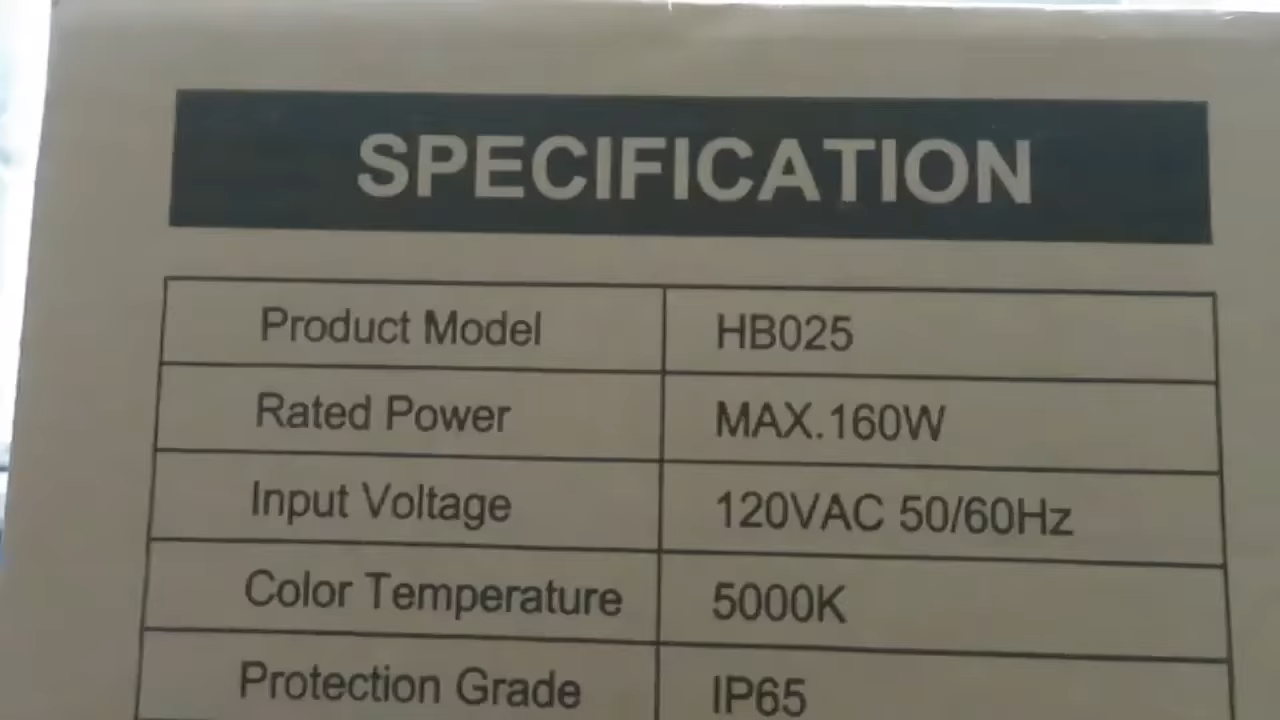 SPECIFICATION
Product Model HB025
Rated Power MAX.160W
Input Voltage 120VAC 50/60Hz
Color Temperature 5000K
Protection Grade IP65